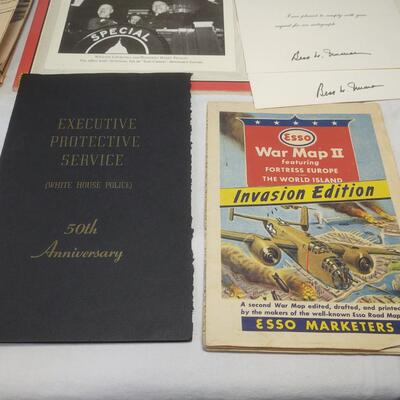 SPECIAL
I am pleased to comply with your
request for an autograph.
Bess W. Truman
Bess W. Truman
EXECUTIVE
PROTECTIVE
SERVICE
(WHITE HOUSE POLICE)
50th
Anniversary
Esso
War Map II
featuring
FORTRESS EUROPE
THE WORLD ISLAND
Invasion Edition
A second War Map edited, drafted, and printed
by the makers of the well-known Esso Road Map
ESSO MARKETERS